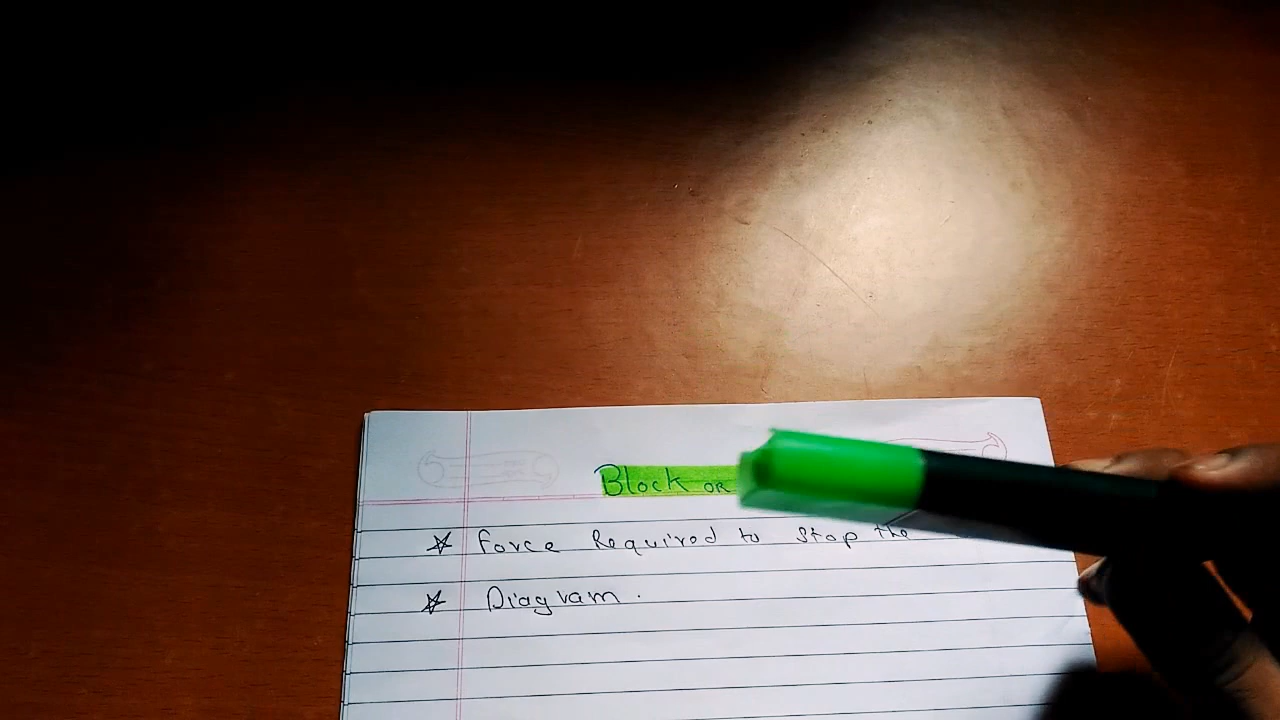 Block OR
* Force Required to Stop the
* Diagram.